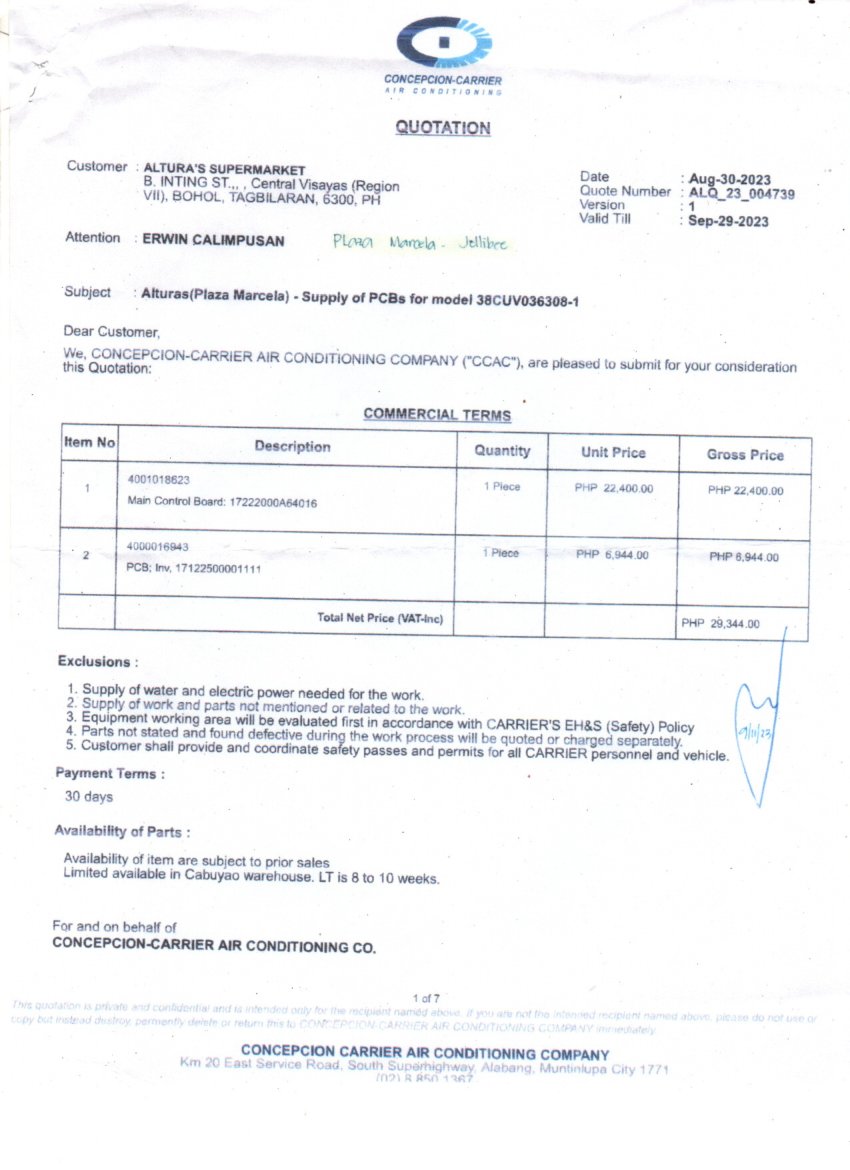 CONCEPCION-CARRIER
AIR CONDITIONING
QUOTATION
Customer : ALTURA'S SUPERMARKET
B. INTING ST.,, , Central Visayas (Region
VII), BOHOL, TAGBILARAN, 6300, PH
Date : Aug-30-2023
Quote Number : ALQ_23_004739
Version : 1
Valid Till : Sep-29-2023
Attention : ERWIN CALIMPUSAN Plaza Marcela - Jollibee
Subject : Alturas(Plaza Marcela) - Supply of PCBs for model 38CUV036308-1
Dear Customer,
We, CONCEPCION-CARRIER AIR CONDITIONING COMPANY ("CCAC"), are pleased to submit for your consideration
this Quotation:
COMMERCIAL TERMS
Item No Description Quantity Unit Price Gross Price
1 4001018623 1 Piece PHP 22,400.00 PHP 22,400.00
Main Control Board: 17222000A64016
2 4000016943 1 Piece PHP 6,944.00 PHP 6,944.00
PCB; Inv, 17122500001111
Total Net Price (VAT-Inc) PHP 29,344.00
Exclusions :
1. Supply of water and electric power needed for the work.
2. Supply of work and parts not mentioned or related to the work.
3. Equipment working area will be evaluated first in accordance with CARRIER'S EH&S (Safety) Policy
4. Parts not stated and found defective during the work process will be quoted or charged separately.
5. Customer shall provide and coordinate safety passes and permits for all CARRIER personnel and vehicle.
9/11/23
Payment Terms :
30 days
Availability of Parts :
Availability of item are subject to prior sales
Limited available in Cabuyao warehouse. LT is 8 to 10 weeks.
For and on behalf of
CONCEPCION-CARRIER AIR CONDITIONING CO.
1 of 7
This quotation is private and confidential and is intended only for the recipient named above, if you are not the intended recipient named above, please do not use or
copy but instead destroy, permently delete or return this to CONCEPCION-CARRIER AIR CONDITIONING COMPANY immediately.
CONCEPCION CARRIER AIR CONDITIONING COMPANY
Km 20 East Service Road, South Superhighway, Alabang, Muntinlupa City 1771
(02) 8 850 1367